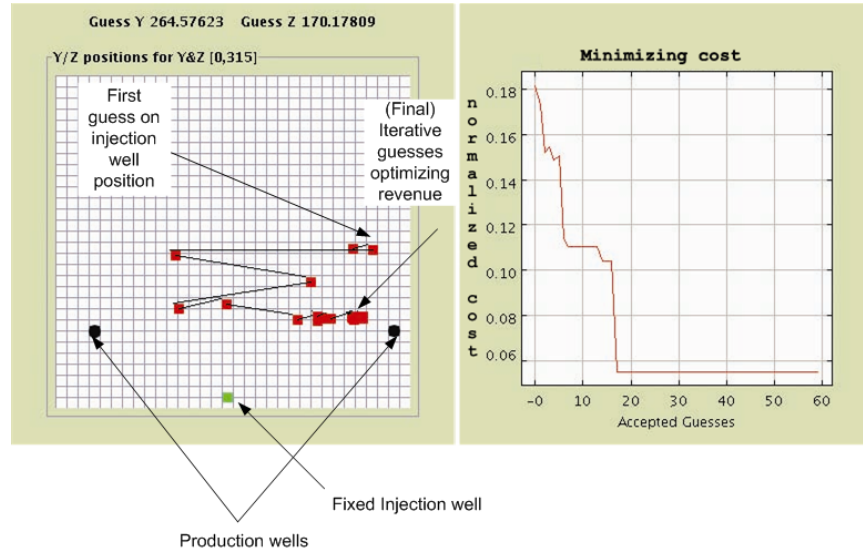 Guess Y 264.57623 Guess Z 170.17809
Y/Z positions for Y&Z [0,315]
First
guess on
injection
well
position
(Final)
Iterative
guesses
optimizing
revenue
Fixed Injection well
Production wells
Minimizing cost
normalized cost
0.18
0.16
0.14
0.12
0.10
0.08
0.06
-0 10 20 30 40 50 60
Accepted Guesses